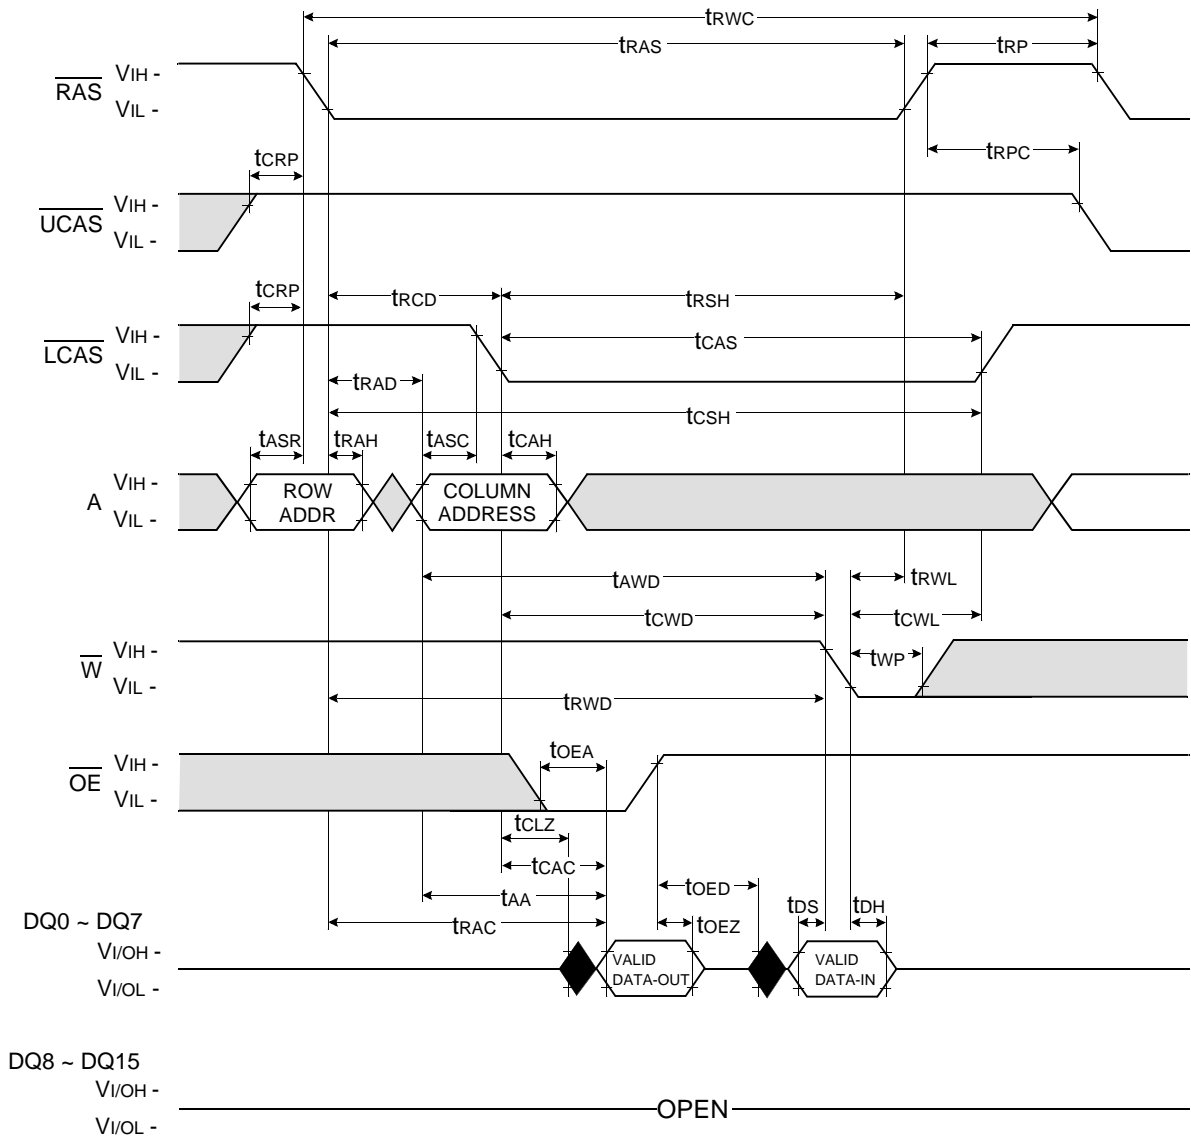 tRWC
tRAS
tRP
RAS
VIH -
VIL -
tCRP
tRPC
UCAS
VIH -
VIL -
tCRP
tRCD
tRSH
LCAS
VIH -
VIL -
tCAS
tRAD
tCSH
tASR
tRAH
tASC
tCAH
A
VIH -
VIL -
ROW
ADDR
COLUMN
ADDRESS
tAWD
tRWL
tCWD
tCWL
W
VIH -
VIL -
tWP
tRWD
OE
VIH -
VIL -
tOEA
tCLZ
tCAC
tAA
tOED
tRAC
tOEZ
tDS
tDH
DQ0 ~ DQ7
VI/OH -
VI/OL -
VALID
DATA-OUT
VALID
DATA-IN
DQ8 ~ DQ15
VI/OH -
VI/OL -
OPEN